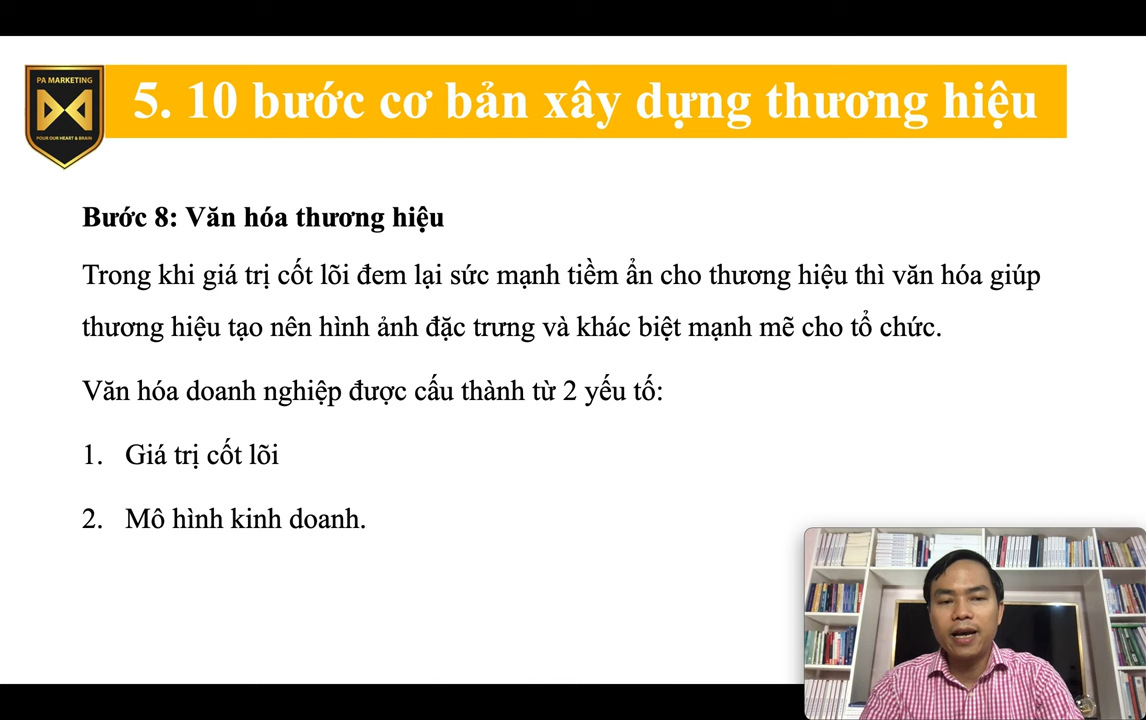 PA MARKETING
POUR OUR HEART & BRAIN
5. 10 bước cơ bản xây dựng thương hiệu
Bước 8: Văn hóa thương hiệu
Trong khi giá trị cốt lõi đem lại sức mạnh tiềm ẩn cho thương hiệu thì văn hóa giúp
thương hiệu tạo nên hình ảnh đặc trưng và khác biệt mạnh mẽ cho tổ chức.
Văn hóa doanh nghiệp được cấu thành từ 2 yếu tố:
1. Giá trị cốt lõi
2. Mô hình kinh doanh.